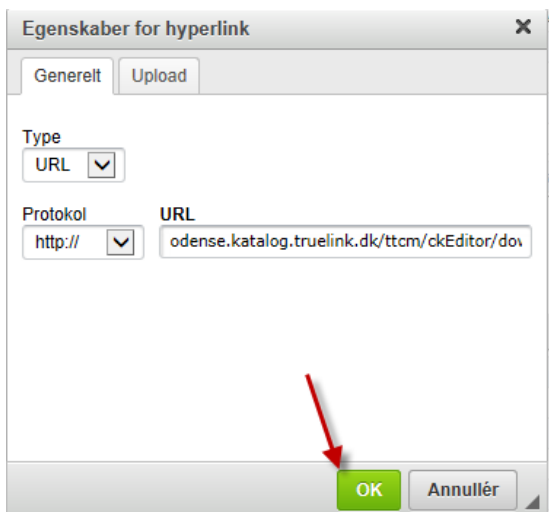 Egenskaber for hyperlink
Generelt Upload
Type
URL
Protokol URL
http:// odense.katalog.truelink.dk/ttcm/ckEditor/dov
OK Annullér